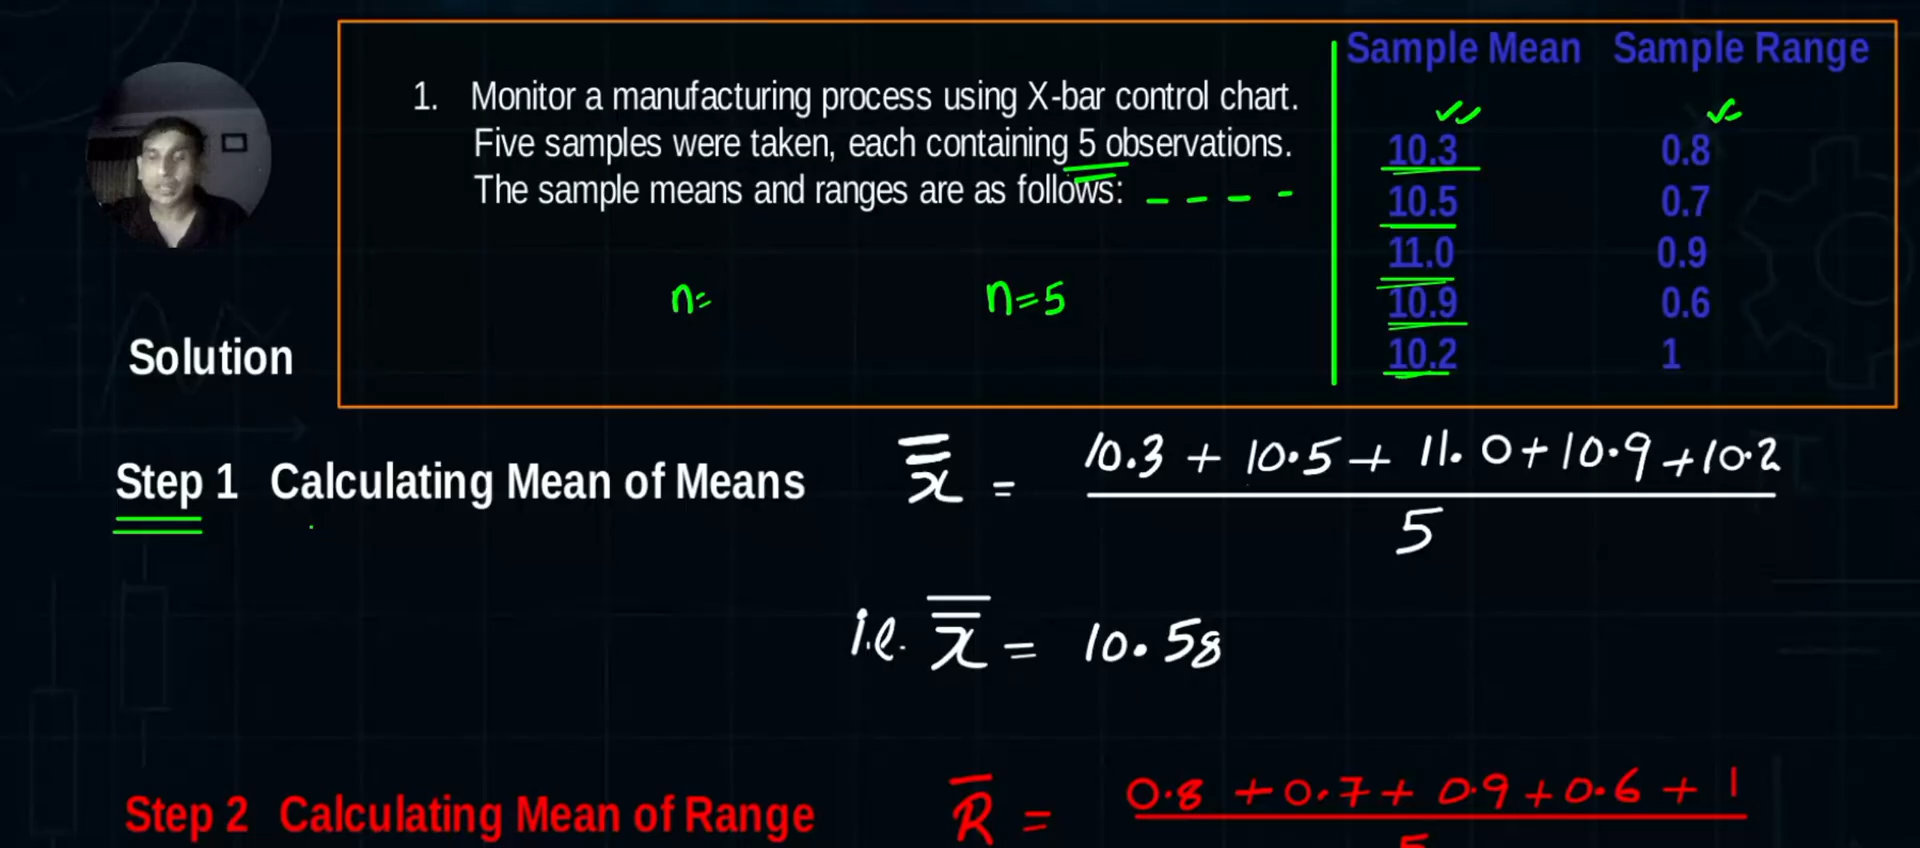 Sample Mean Sample Range
1. Monitor a manufacturing process using X-bar control chart.
Five samples were taken, each containing 5 observations.
The sample means and ranges are as follows:
10.3 0.8
10.5 0.7
11.0 0.9
10.9 0.6
10.2 1
n= n=5
Solution
Step 1 Calculating Mean of Means x̿ = 10.3 + 10.5 + 11.0 + 10.9 + 10.2
5
i.e. x̿ = 10.58
Step 2 Calculating Mean of Range R̅ = 0.8 + 0.7 + 0.9 + 0.6 + 1
5